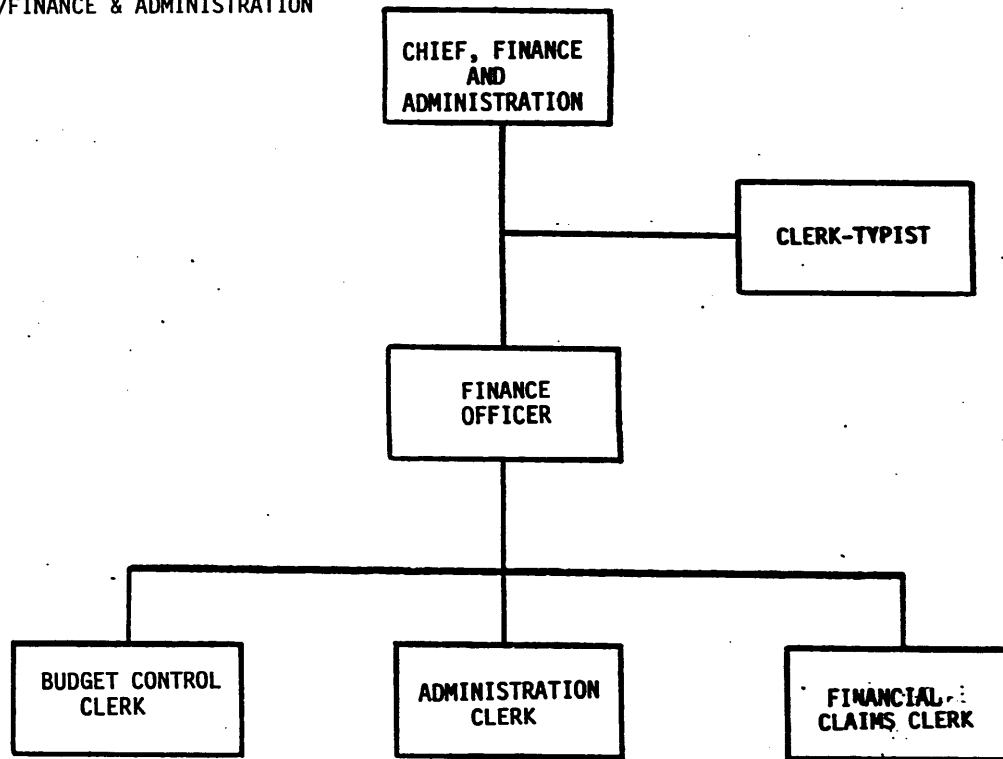 /FINANCE & ADMINISTRATION
CHIEF, FINANCE
AND
ADMINISTRATION
CLERK-TYPIST
FINANCE
OFFICER
BUDGET CONTROL
CLERK
ADMINISTRATION
CLERK
FINANCIAL
CLAIMS CLERK